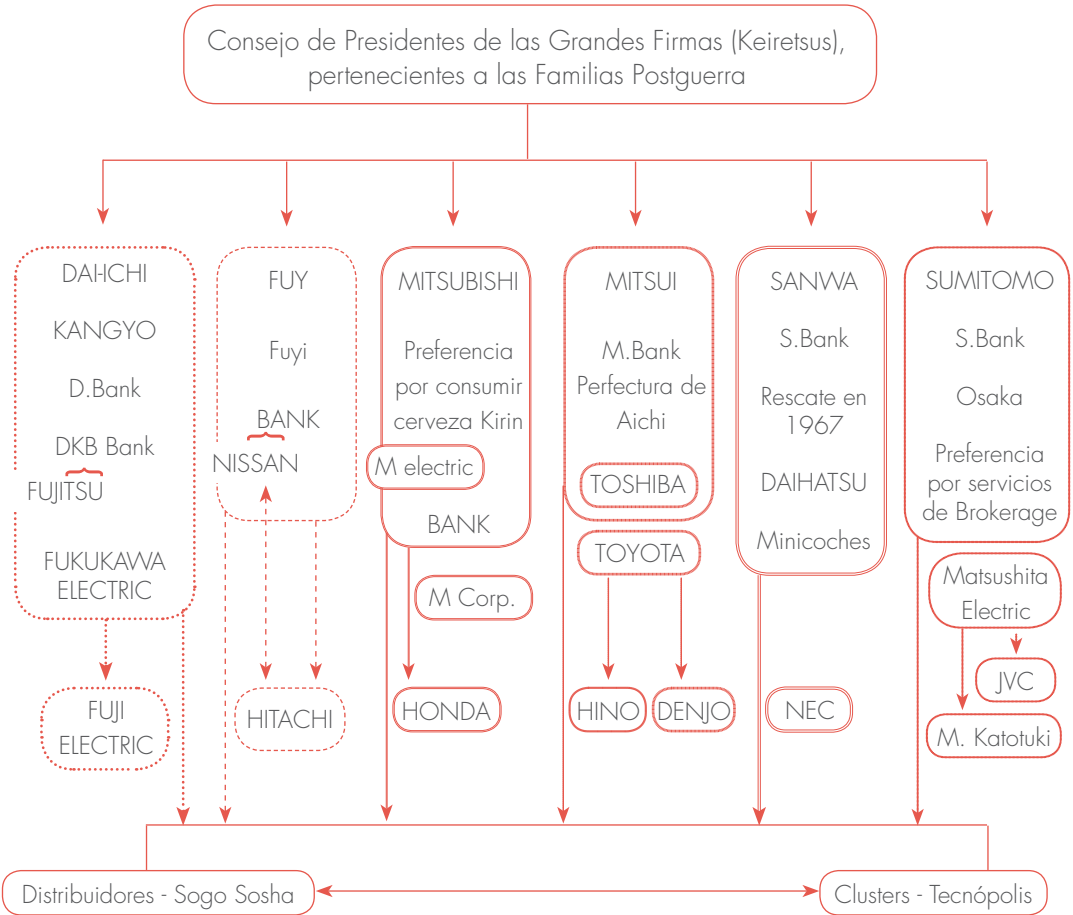 Consejo de Presidentes de las Grandes Firmas (Keiretsus),
pertenecientes a las Familias Postguerra
DAI-ICHI
KANGYO
D.Bank
DKB Bank
FUJITSU
FUKUKAWA
ELECTRIC
FUJI
ELECTRIC
FUY
Fuyi
BANK
NISSAN
HITACHI
MITSUBISHI
Preferencia
por consumir
cerveza Kirin
M electric
BANK
M Corp.
HONDA
MITSUI
M.Bank
Perfectura de
Aichi
TOSHIBA
TOYOTA
HINO
DENJO
SANWA
S.Bank
Rescate en
1967
DAIHATSU
Minicoches
NEC
SUMITOMO
S.Bank
Osaka
Preferencia
por servicios
de Brokerage
Matsushita
Electric
JVC
M. Katotuki
Distribuidores - Sogo Sosha
Clusters - Tecnópolis